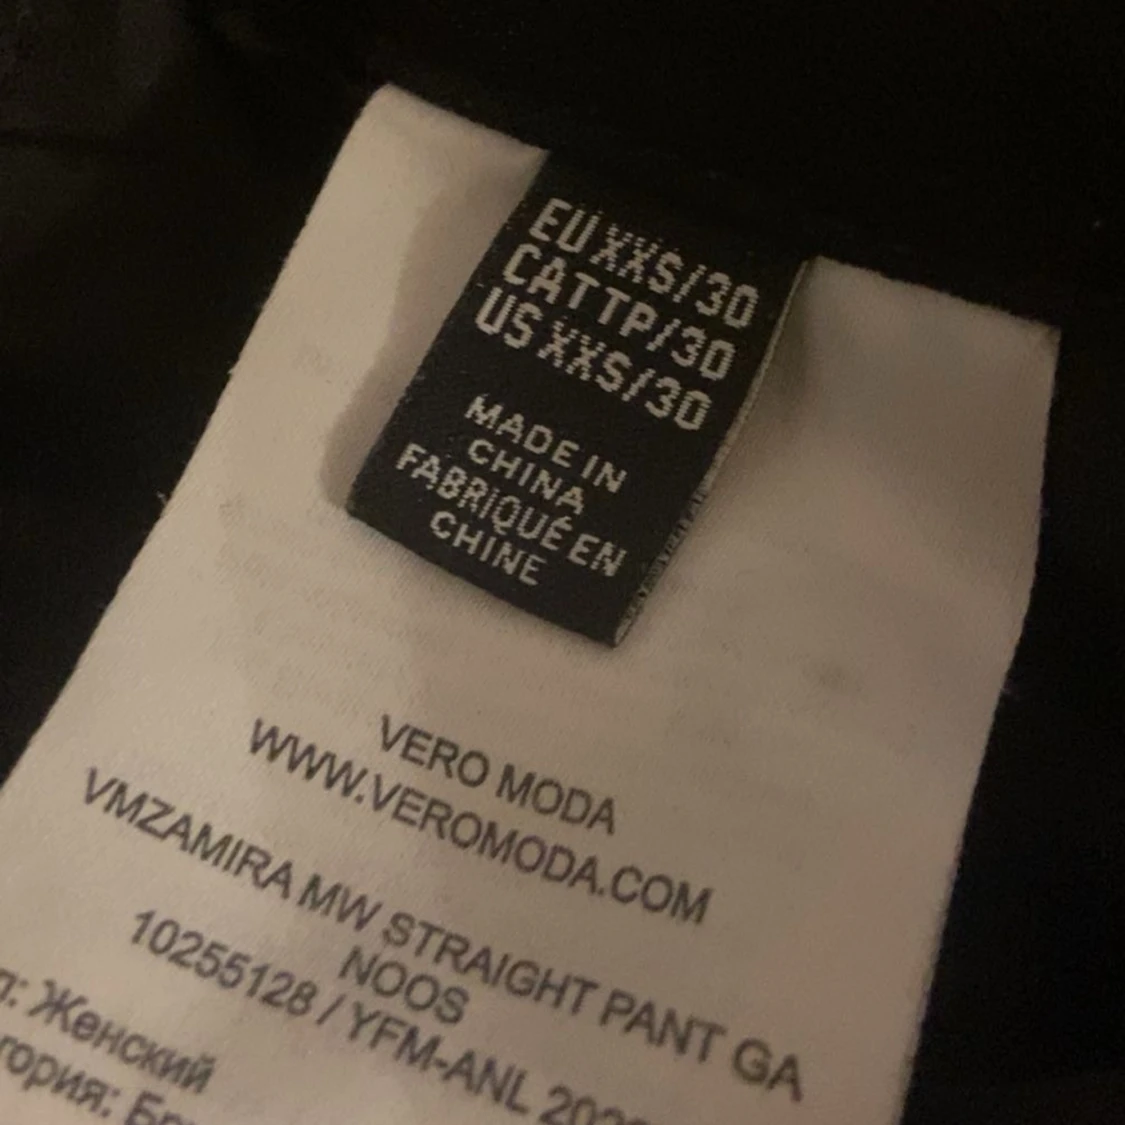 EU XXS/30
CA TTP/30
US XXS/30
MADE IN
CHINA
FABRIQUÉ EN
CHINE
VERO MODA
WWW.VEROMODA.COM
VMZAMIRA MW STRAIGHT PANT GA
NOOS
10255128 / YFM-ANL
Женский